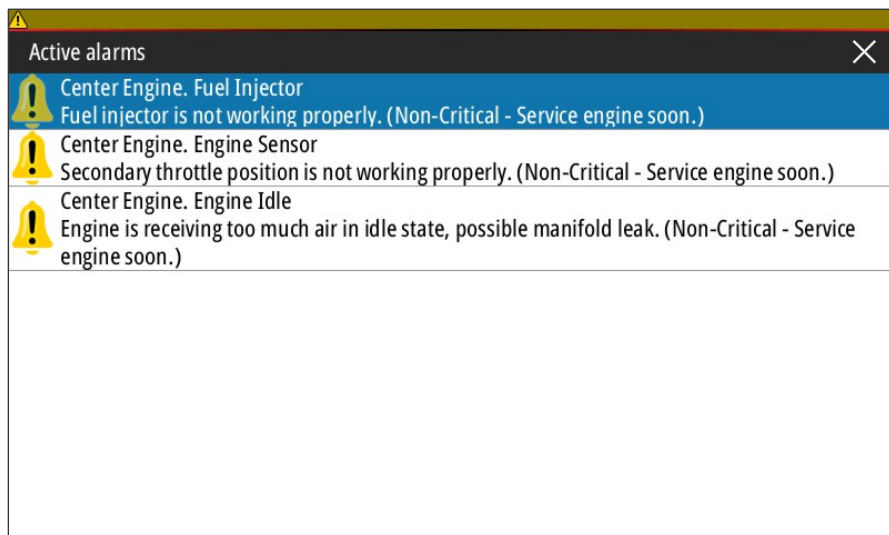 Active alarms
Center Engine. Fuel Injector
Fuel injector is not working properly. (Non-Critical - Service engine soon.)
Center Engine. Engine Sensor
Secondary throttle position is not working properly. (Non-Critical - Service engine soon.)
Center Engine. Engine Idle
Engine is receiving too much air in idle state, possible manifold leak. (Non-Critical - Service
engine soon.)